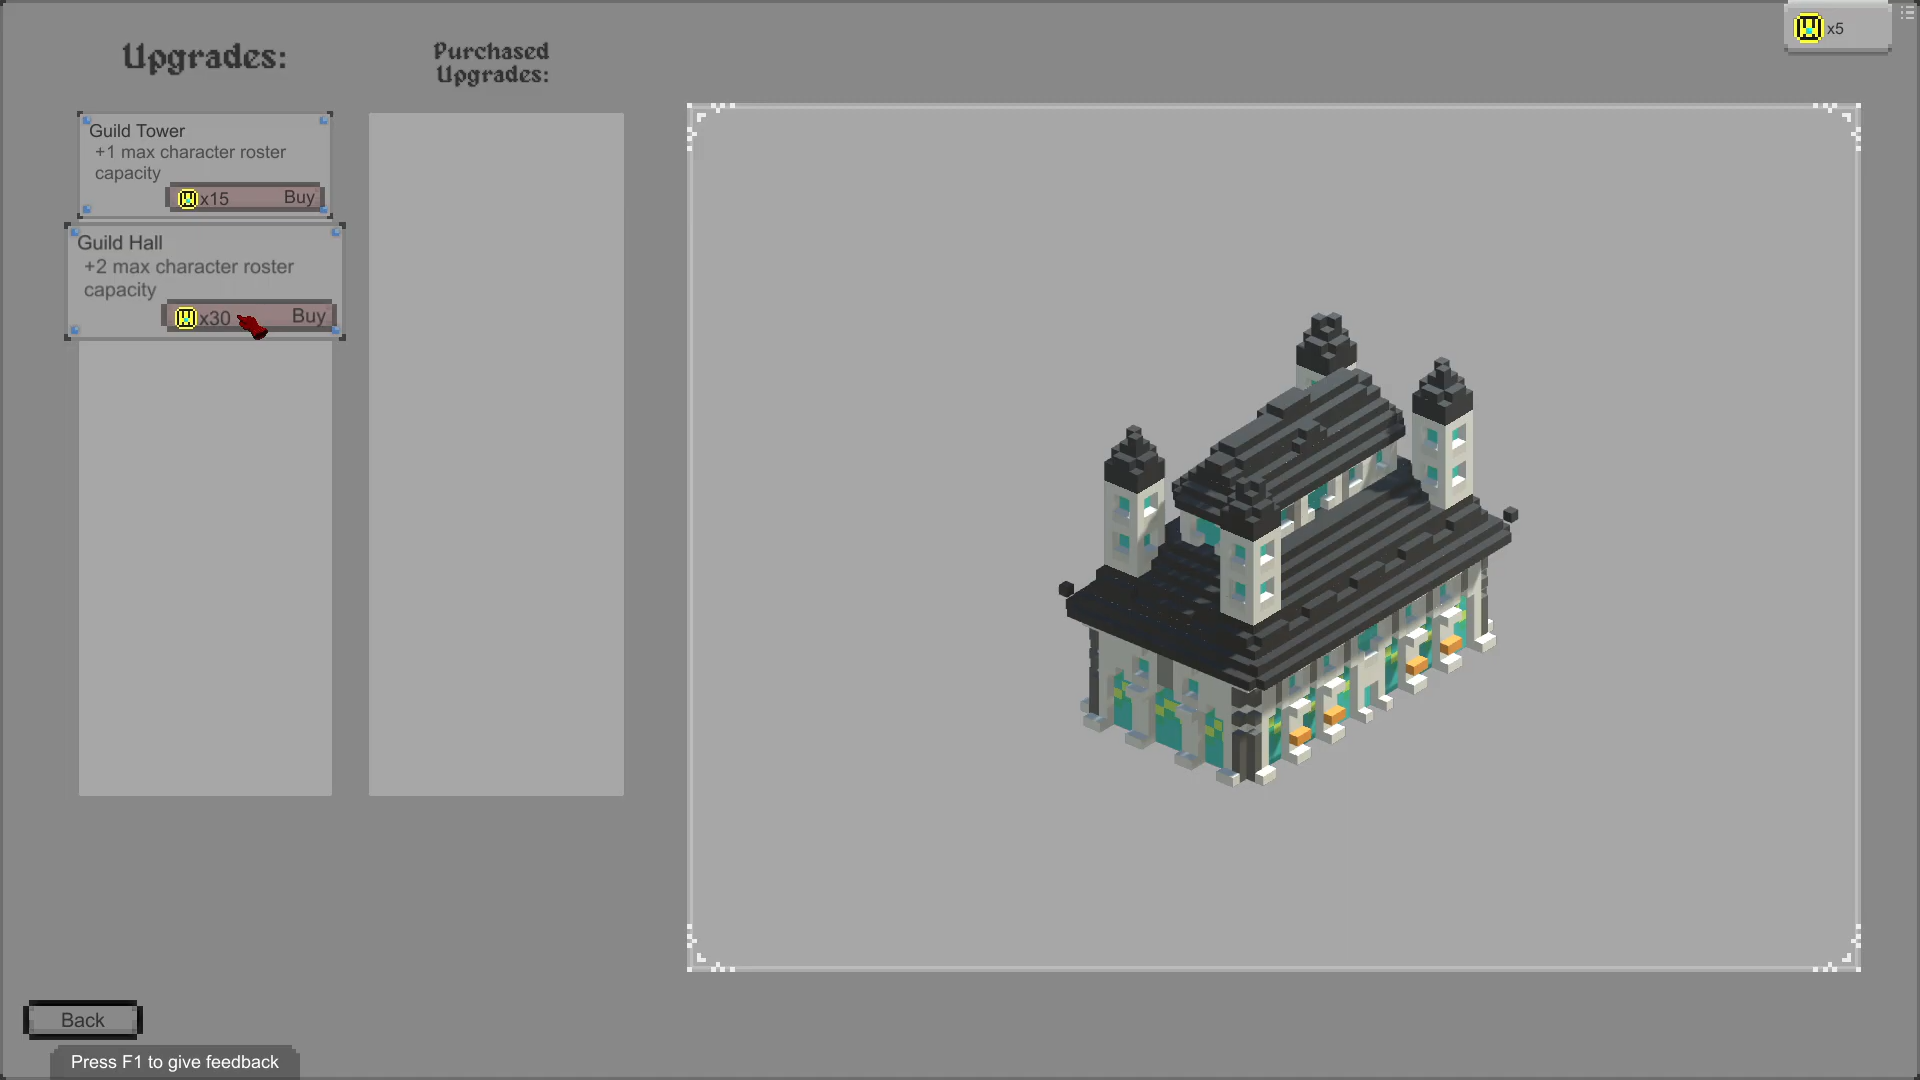 Upgrades:
Purchased
Upgrades:
x5
Guild Tower
+1 max character roster
capacity
x15 Buy
Guild Hall
+2 max character roster
capacity
x30 Buy
Back
Press F1 to give feedback